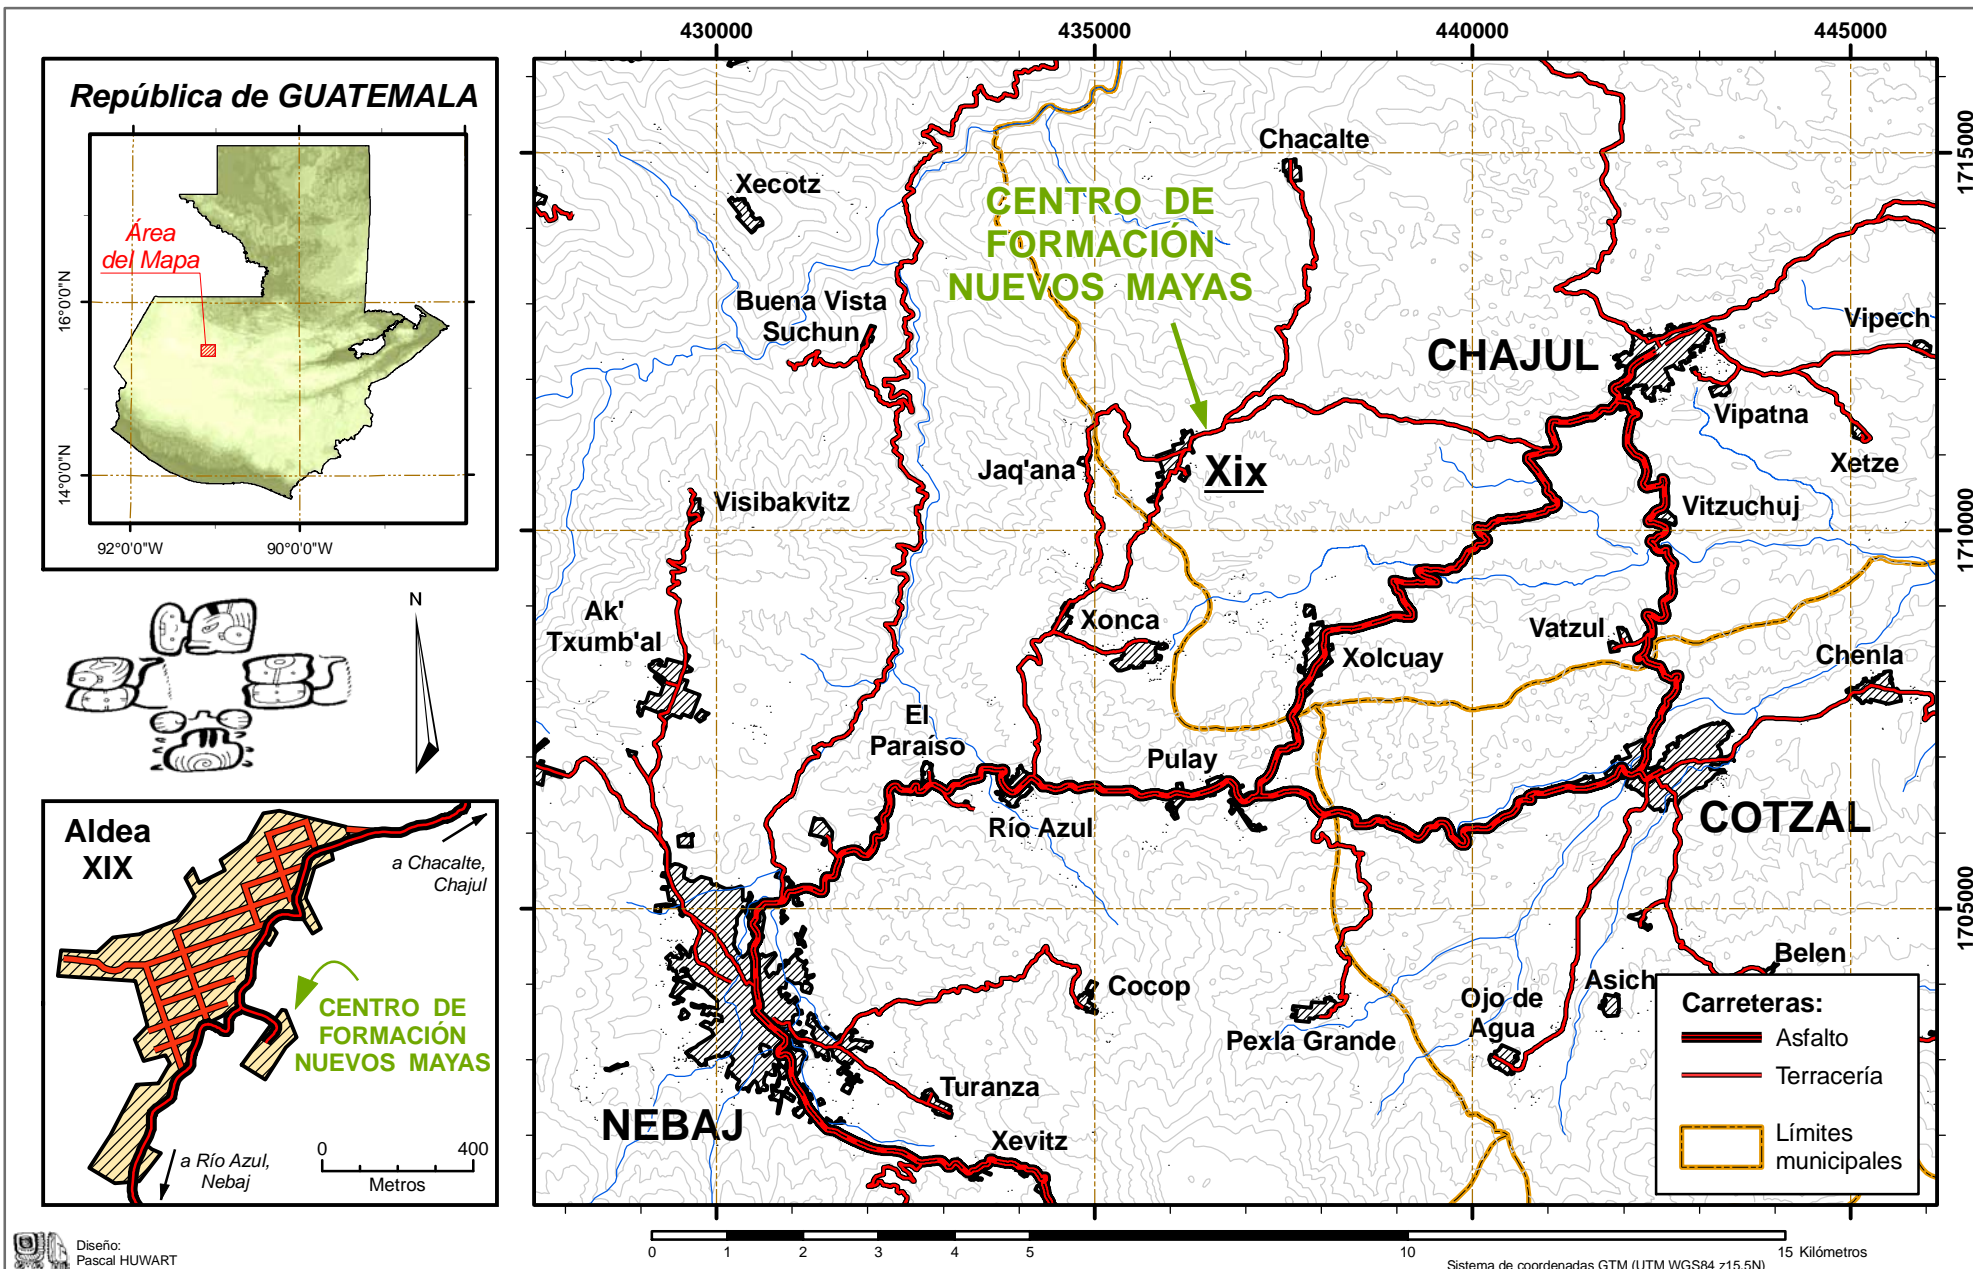 República de GUATEMALA
Área
del Mapa
16°0'0"N
14°0'0"N
92°0'0"W
90°0'0"W
N
Aldea
XIX
a Chacalte,
Chajul
CENTRO DE
FORMACIÓN
NUEVOS MAYAS
a Río Azul,
Nebaj
0 400
Metros
Diseño:
Pascal HUWART
430000 435000 440000 445000
1715000
1710000
1705000
Chacalte
Xecotz
CENTRO DE
FORMACIÓN
NUEVOS MAYAS
Buena Vista
Suchun
Vipech
CHAJUL
Vipatna
Jaq'ana
Xix
Xetze
Visibakvitz
Vitzuchuj
Ak'
Txumb'al
Xonca
Vatzul
Xolcuay
Chenla
El
Paraíso
Pulay
Río Azul
COTZAL
Cocop
Belen
Asich
Ojo de
Agua
Pexla Grande
Turanza
NEBAJ
Xevitz
Carreteras:
Asfalto
Terracería
Límites
municipales
0 1 2 3 4 5 10 15 Kilómetros
Sistema de coordenadas GTM (UTM WGS84 z15.5N)